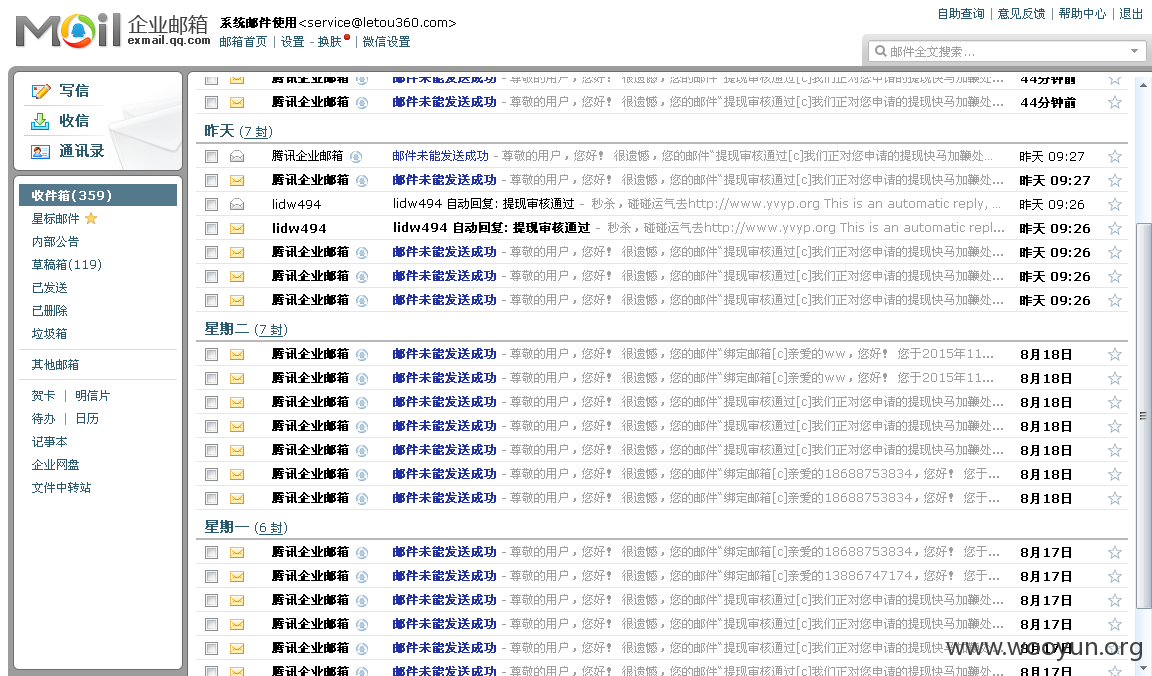 Mail 企业邮箱 exmail.qq.com
系统邮件使用<service@letou360.com>
邮箱首页 | 设置 - 换肤 | 微信设置
自助查询 | 意见反馈 | 帮助中心 | 退出
邮件全文搜索...
写信
收信
通讯录
收件箱(359)
星标邮件
内部公告
草稿箱(119)
已发送
已删除
垃圾箱
其他邮箱
贺卡 | 明信片
待办 | 日历
记事本
企业网盘
文件中转站
腾讯企业邮箱 邮件未能发送成功 - 尊敬的用户，您好！ 很遗憾，您的邮件“提现审核通过[c]我们正对您申请的提现快马加鞭处... 44分钟前
腾讯企业邮箱 邮件未能发送成功 - 尊敬的用户，您好！ 很遗憾，您的邮件“提现审核通过[c]我们正对您申请的提现快马加鞭处... 44分钟前
昨天 (7 封)
腾讯企业邮箱 邮件未能发送成功 - 尊敬的用户，您好！ 很遗憾，您的邮件“提现审核通过[c]我们正对您申请的提现快马加鞭处... 昨天 09:27
腾讯企业邮箱 邮件未能发送成功 - 尊敬的用户，您好！ 很遗憾，您的邮件“提现审核通过[c]我们正对您申请的提现快马加鞭处... 昨天 09:27
lidw494 lidw494 自动回复: 提现审核通过 - 秒杀，碰碰运气去http://www.yvyp.org This is an automatic reply, ... 昨天 09:26
lidw494 lidw494 自动回复: 提现审核通过 - 秒杀，碰碰运气去http://www.yvyp.org This is an automatic repl... 昨天 09:26
腾讯企业邮箱 邮件未能发送成功 - 尊敬的用户，您好！ 很遗憾，您的邮件“提现审核通过[c]我们正对您申请的提现快马加鞭处... 昨天 09:26
腾讯企业邮箱 邮件未能发送成功 - 尊敬的用户，您好！ 很遗憾，您的邮件“提现审核通过[c]我们正对您申请的提现快马加鞭处... 昨天 09:26
腾讯企业邮箱 邮件未能发送成功 - 尊敬的用户，您好！ 很遗憾，您的邮件“提现审核通过[c]我们正对您申请的提现快马加鞭处... 昨天 09:26
星期二 (7 封)
腾讯企业邮箱 邮件未能发送成功 - 尊敬的用户，您好！ 很遗憾，您的邮件“绑定邮箱[c]亲爱的ww，您好！ 您于2015年11... 8月18日
腾讯企业邮箱 邮件未能发送成功 - 尊敬的用户，您好！ 很遗憾，您的邮件“绑定邮箱[c]亲爱的ww，您好！ 您于2015年11... 8月18日
腾讯企业邮箱 邮件未能发送成功 - 尊敬的用户，您好！ 很遗憾，您的邮件“提现审核通过[c]我们正对您申请的提现快马加鞭处... 8月18日
腾讯企业邮箱 邮件未能发送成功 - 尊敬的用户，您好！ 很遗憾，您的邮件“提现审核通过[c]我们正对您申请的提现快马加鞭处... 8月18日
腾讯企业邮箱 邮件未能发送成功 - 尊敬的用户，您好！ 很遗憾，您的邮件“提现审核通过[c]我们正对您申请的提现快马加鞭处... 8月18日
腾讯企业邮箱 邮件未能发送成功 - 尊敬的用户，您好！ 很遗憾，您的邮件“绑定邮箱[c]亲爱的18688753834，您好！ 您于... 8月18日
腾讯企业邮箱 邮件未能发送成功 - 尊敬的用户，您好！ 很遗憾，您的邮件“绑定邮箱[c]亲爱的18688753834，您好！ 您于... 8月18日
星期一 (6 封)
腾讯企业邮箱 邮件未能发送成功 - 尊敬的用户，您好！ 很遗憾，您的邮件“绑定邮箱[c]亲爱的18688753834，您好！ 您于... 8月17日
腾讯企业邮箱 邮件未能发送成功 - 尊敬的用户，您好！ 很遗憾，您的邮件“绑定邮箱[c]亲爱的13886747174，您好！ 您于... 8月17日
腾讯企业邮箱 邮件未能发送成功 - 尊敬的用户，您好！ 很遗憾，您的邮件“提现审核通过[c]我们正对您申请的提现快马加鞭处... 8月17日
腾讯企业邮箱 邮件未能发送成功 - 尊敬的用户，您好！ 很遗憾，您的邮件“提现审核通过[c]我们正对您申请的提现快马加鞭处... 8月17日
腾讯企业邮箱 邮件未能发送成功 - 尊敬的用户，您好！ 很遗憾，您的邮件“提现审核通过[c]我们正对您申请的提现快马加鞭处... 8月17日
腾讯企业邮箱 邮件未能发送成功 - 尊敬的用户，您好！ 很遗憾，您的邮件“提现审核通过[c]我们正对您申请的提现快马加鞭处... 8月17日
www.wooyun.org